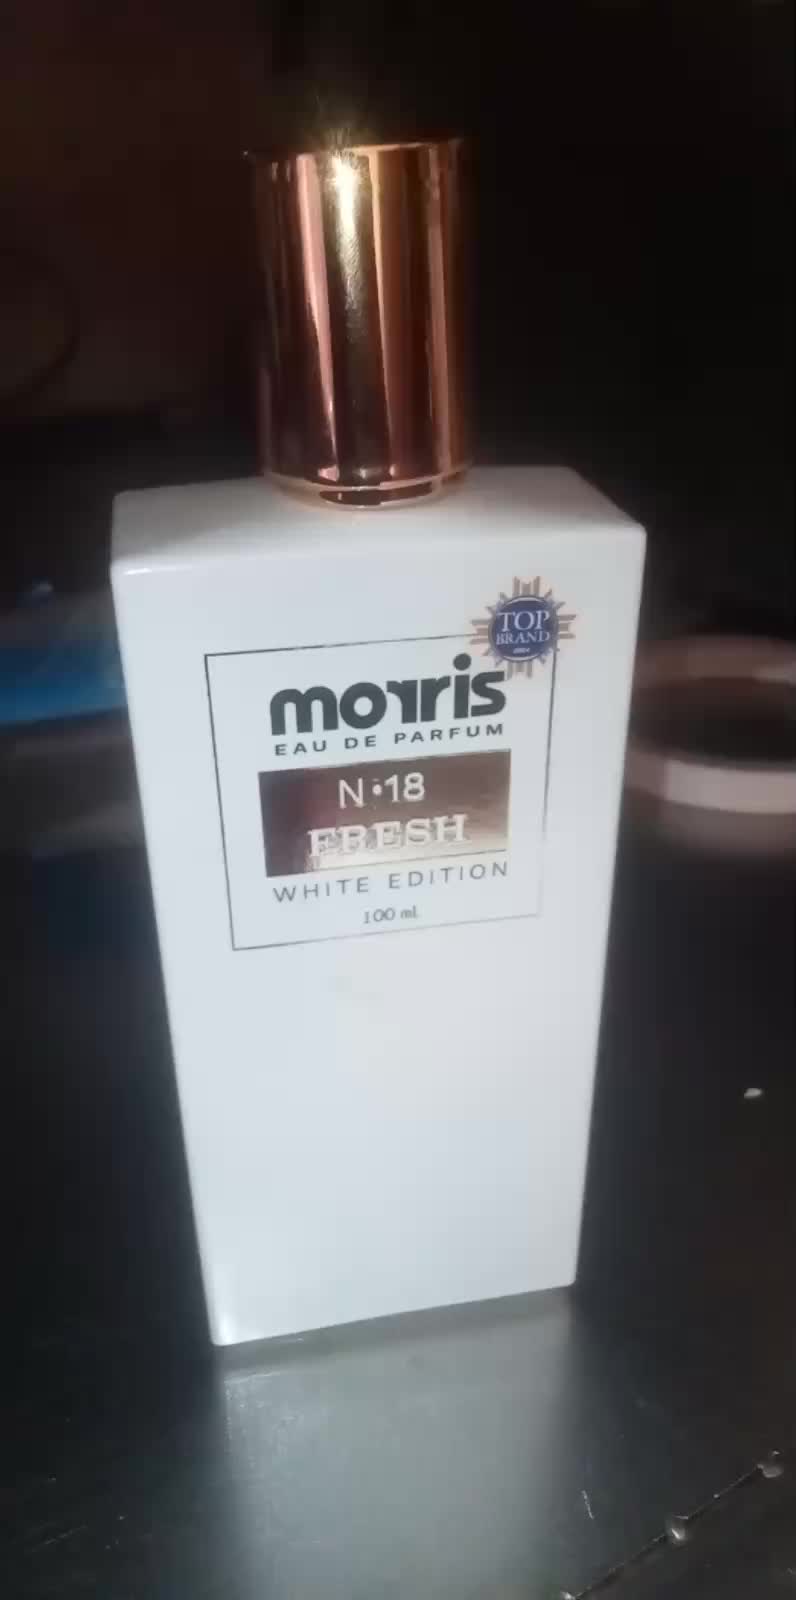 TOP
BRAND
morris
EAU DE PARFUM
N•18
FRESH
WHITE EDITION
100 ml